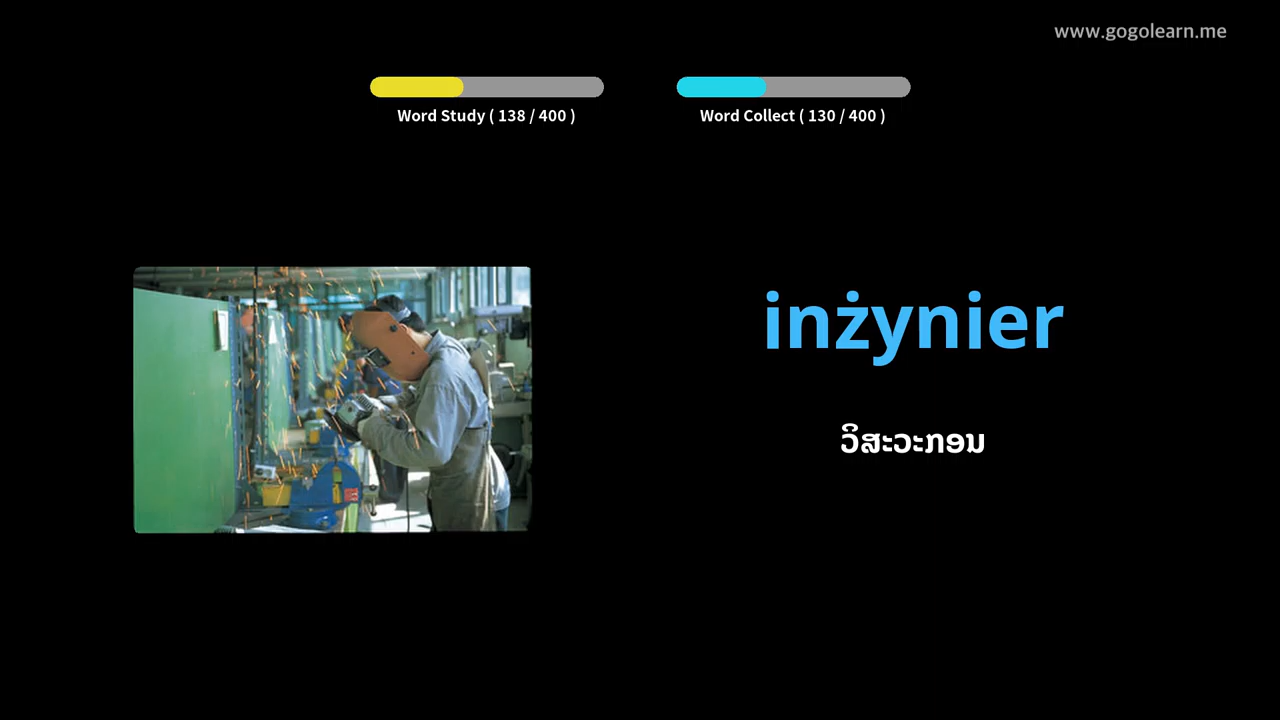 www.gogolearn.me
Word Study ( 138 / 400 )
Word Collect ( 130 / 400 )
inżynier
ວິສະວະກອນ